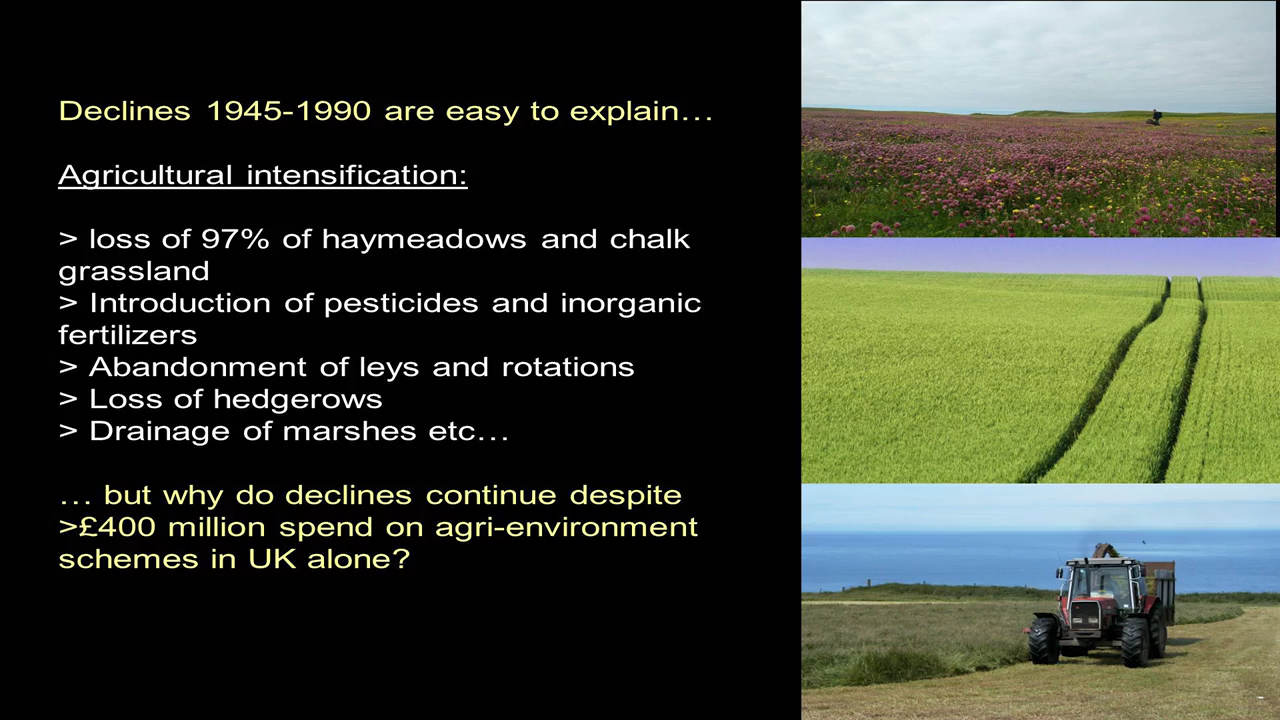 Declines 1945-1990 are easy to explain…
Agricultural intensification:
> loss of 97% of haymeadows and chalk
grassland
> Introduction of pesticides and inorganic
fertilizers
> Abandonment of leys and rotations
> Loss of hedgerows
> Drainage of marshes etc…
… but why do declines continue despite
>£400 million spend on agri-environment
schemes in UK alone?